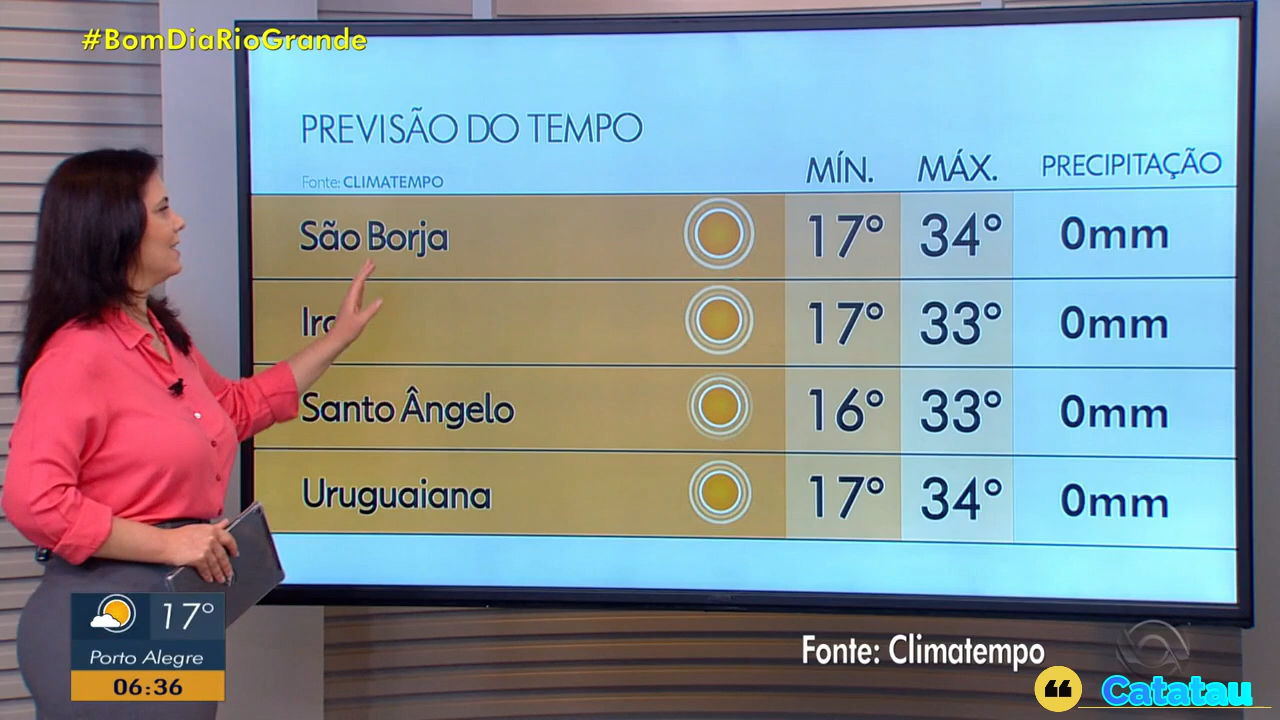 #BomDiaRioGrande
PREVISÃO DO TEMPO
Fonte: CLIMATEMPO
MÍN. MÁX. PRECIPITAÇÃO
São Borja 17° 34° 0mm
17° 33° 0mm
Santo Ângelo 16° 33° 0mm
Uruguaiana 17° 34° 0mm
17°
Porto Alegre
06:36
Fonte: Climatempo
Catatau